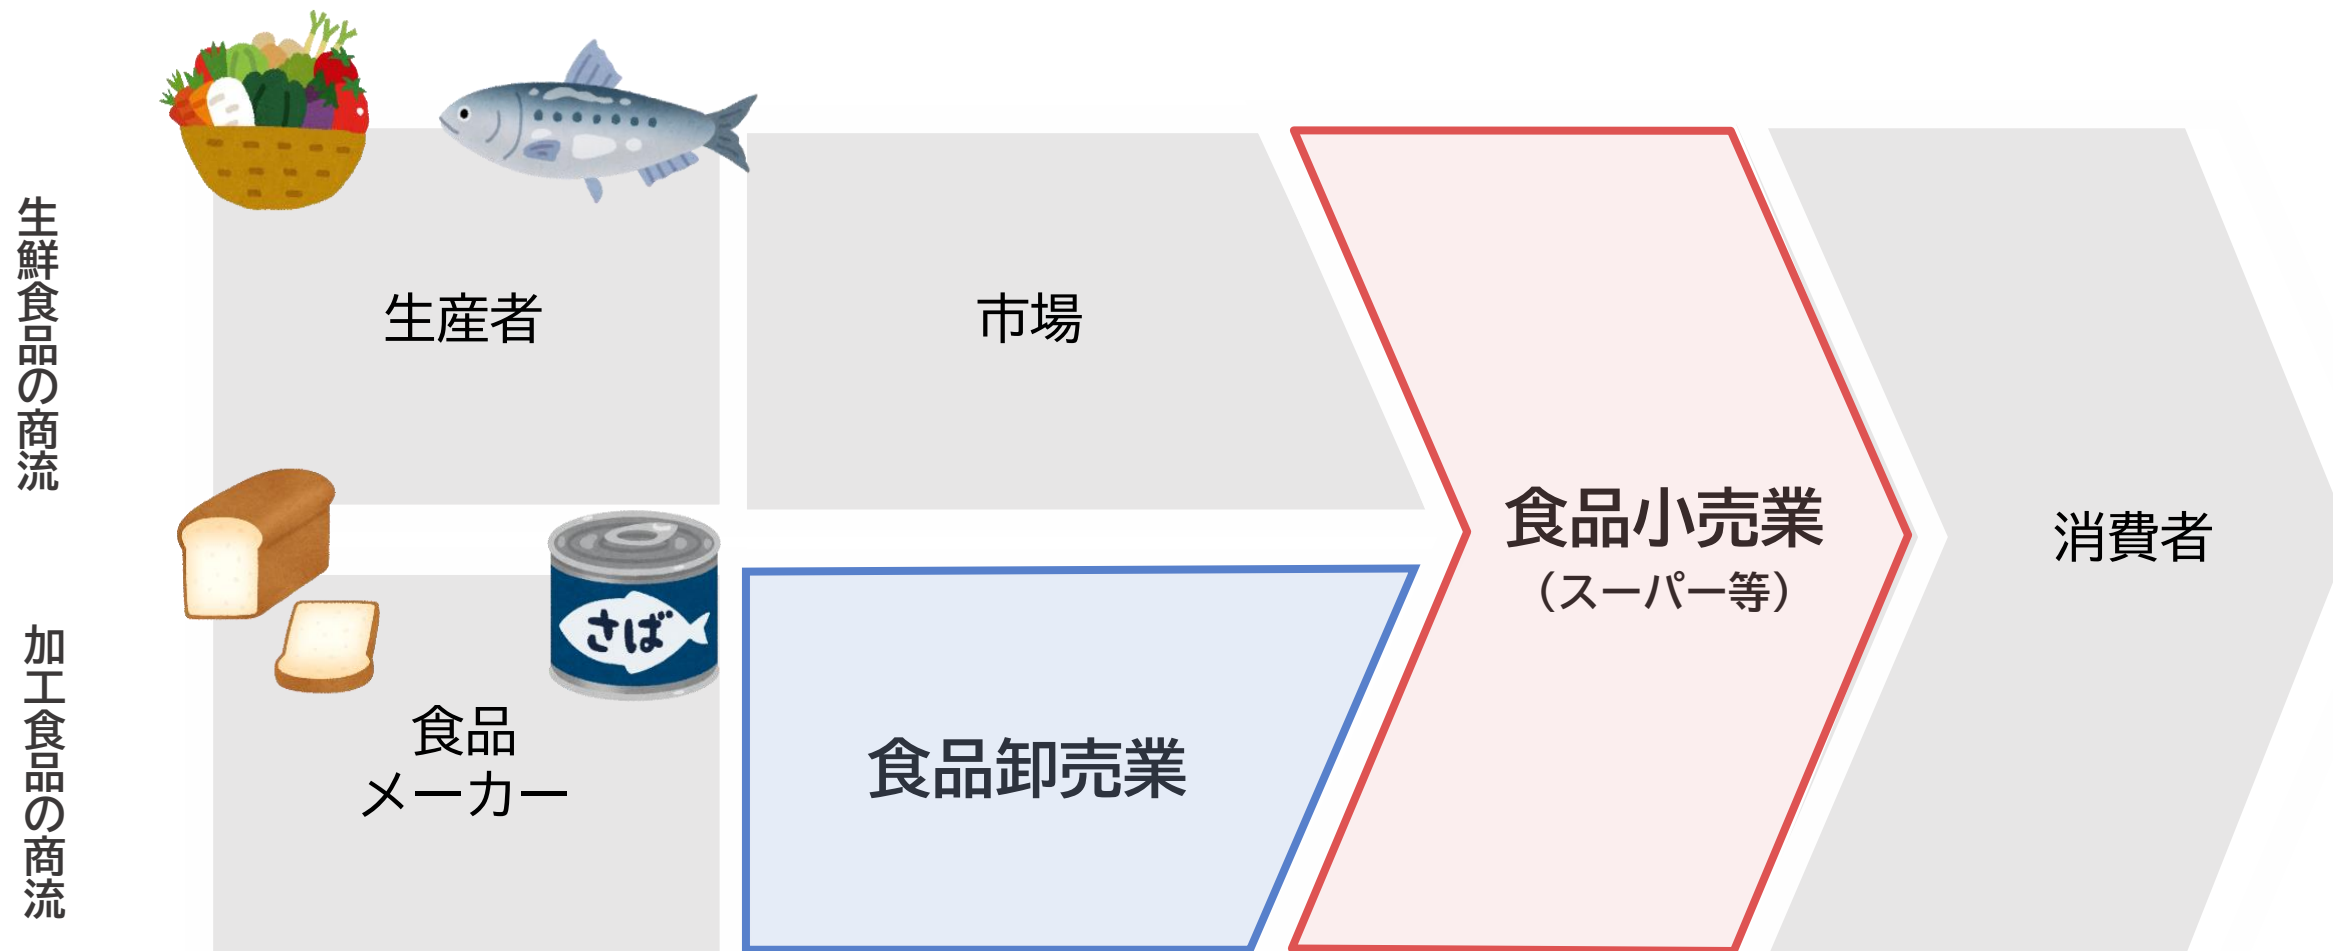 生鮮食品の商流
生産者
市場
食品小売業
（スーパー等）
消費者
加工食品の商流
さば
食品
メーカー
食品卸売業